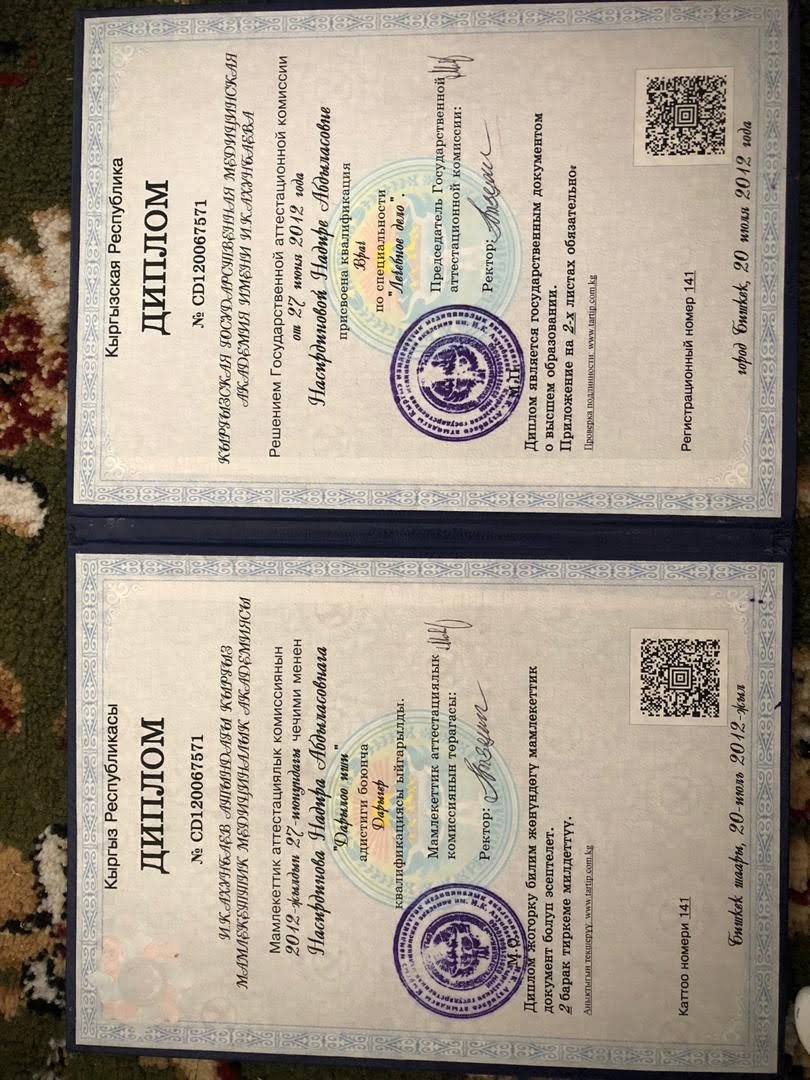 Кыргыз Республикасы
ДИПЛОМ
№ CD120067571
И.К.АХУНБАЕВ АТЫНДАГЫ КЫРГЫЗ
МАМЛЕКЕТТИК МЕДИЦИНАЛЫК АКАДЕМИЯСЫ
Мамлекеттик аттестациялык комиссиянын
2012-жылдын 27-июнундагы чечими менен
Насирдинова Надира Абдыласовнага
"Дарылоо иши"
адистиги боюнча
Дарыгер
квалификациясы ыйгарылды.
Мамлекеттик аттестациялык
комиссиянын төрагасы:
Ректор:
М.О.
Диплом жогорку билим жөнүндөгү мамлекеттик
документ болуп эсептелет.
2 барак тиркеме милдеттүү.
Аныктыгын текшерүү: www.tartip.com.kg
Каттоо номери 141
Бишкек шаары, 20-июль 2012-жыл
Кыргызская Республика
ДИПЛОМ
№ CD120067571
КЫРГЫЗСКАЯ ГОСУДАРСТВЕННАЯ МЕДИЦИНСКАЯ
АКАДЕМИЯ ИМЕНИ И.К.АХУНБАЕВА
Решением Государственной аттестационной комиссии
от 27 июня 2012 года
Насирдиновой Надире Абдыласовне
присвоена квалификация
Врач
по специальности
"Лечебное дело".
Председатель Государственной
аттестационной комиссии:
Ректор:
М.П.
Диплом является государственным документом
о высшем образовании.
Приложение на 2-х листах обязательно.
Проверка подлинности: www.tartip.com.kg
Регистрационный номер 141
город Бишкек, 20 июля 2012 года